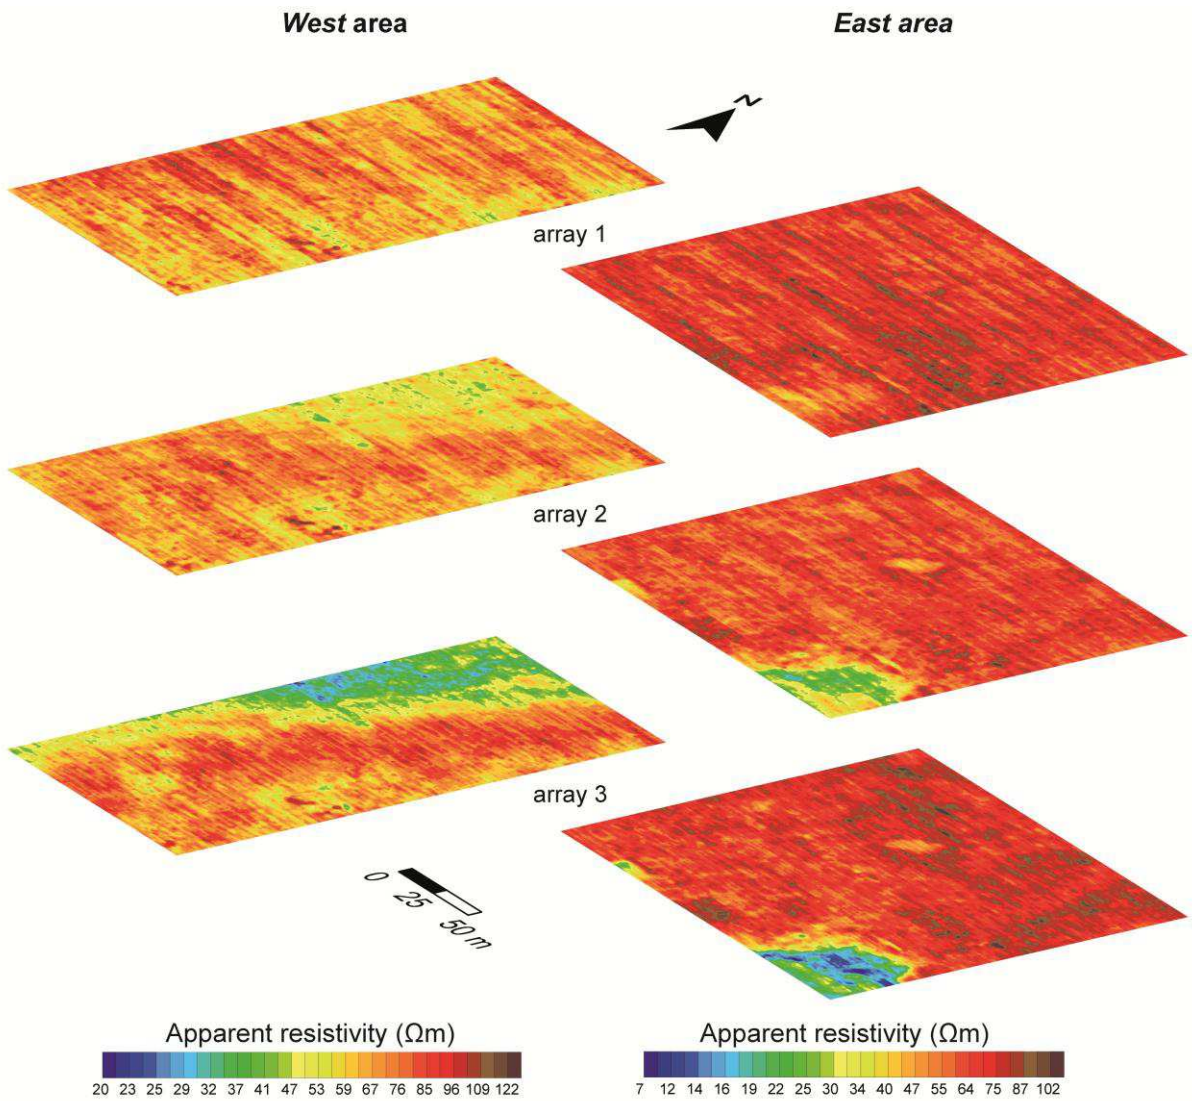 West area
East area
N
array 1
array 2
array 3
0 25 50 m
Apparent resistivity (Ωm)
20 23 25 29 32 37 41 47 53 59 67 76 85 96 109 122
Apparent resistivity (Ωm)
7 12 14 16 19 22 25 30 34 40 47 55 64 75 87 102